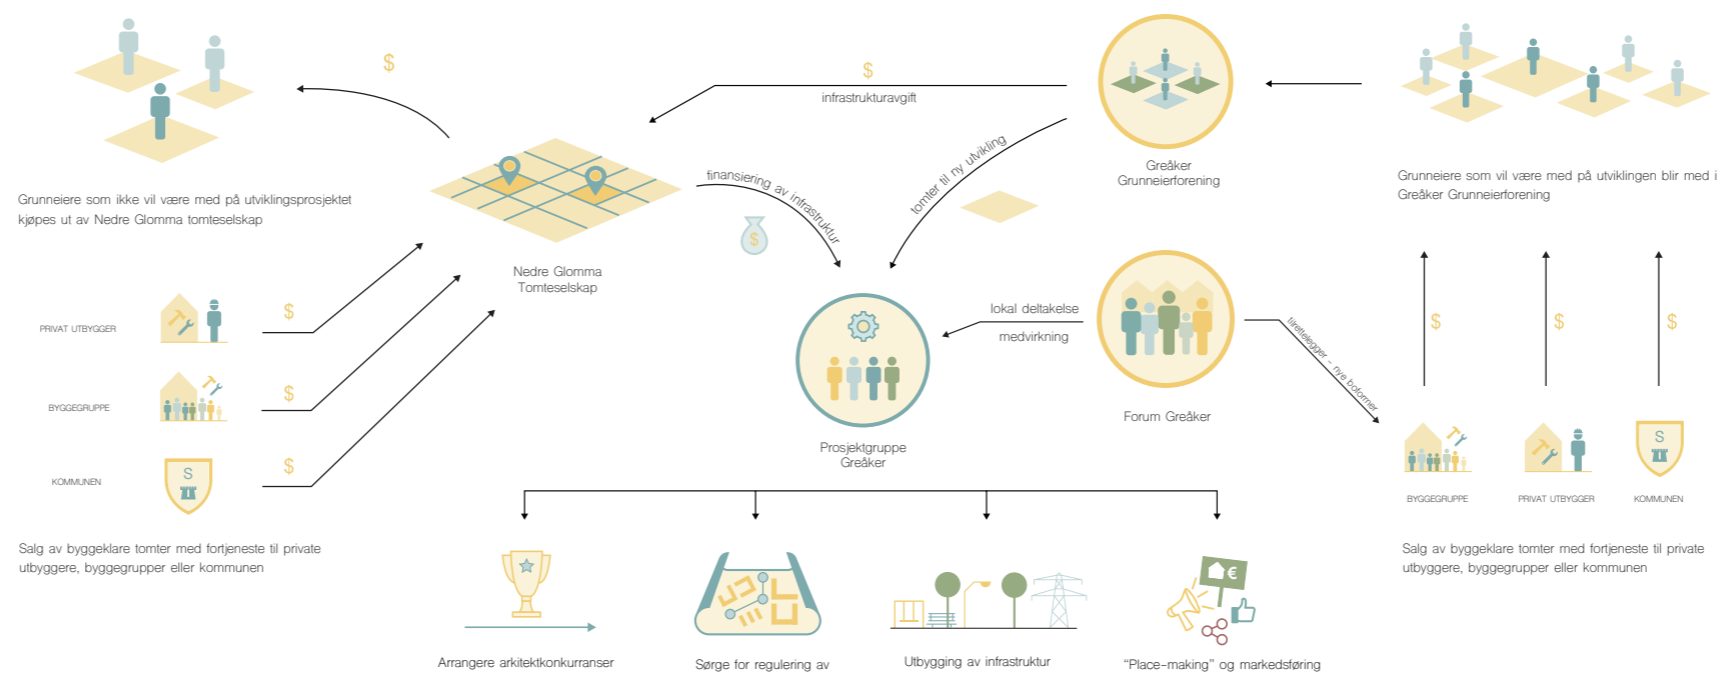 $
$
infrastrukturavgift
Greåker
Grunneierforening
Grunneiere som vil være med på utviklingen blir med i
Greåker Grunneierforening
Grunneiere som ikke vil være med på utviklingsprosjektet
kjøpes ut av Nedre Glomma tomteselskap
finansiering av infrastruktur
$
tomter til ny utvikling
Nedre Glomma
Tomteselskap
PRIVAT UTBYGGER
$
BYGGEGRUPPE
$
KOMMUNEN
S
$
Salg av byggeklare tomter med fortjeneste til private
utbyggere, byggegrupper eller kommunen
lokal deltakelse
medvirkning
Prosjektgruppe
Greåker
Forum Greåker
tilrettelegger - nye boformer
$
$
$
S
BYGGEGRUPPE
PRIVAT UTBYGGER
KOMMUNEN
Salg av byggeklare tomter med fortjeneste til private
utbyggere, byggegrupper eller kommunen
€
Arrangere arkitektkonkurranser
Sørge for regulering av
Utbygging av infrastruktur
“Place-making” og markedsføring